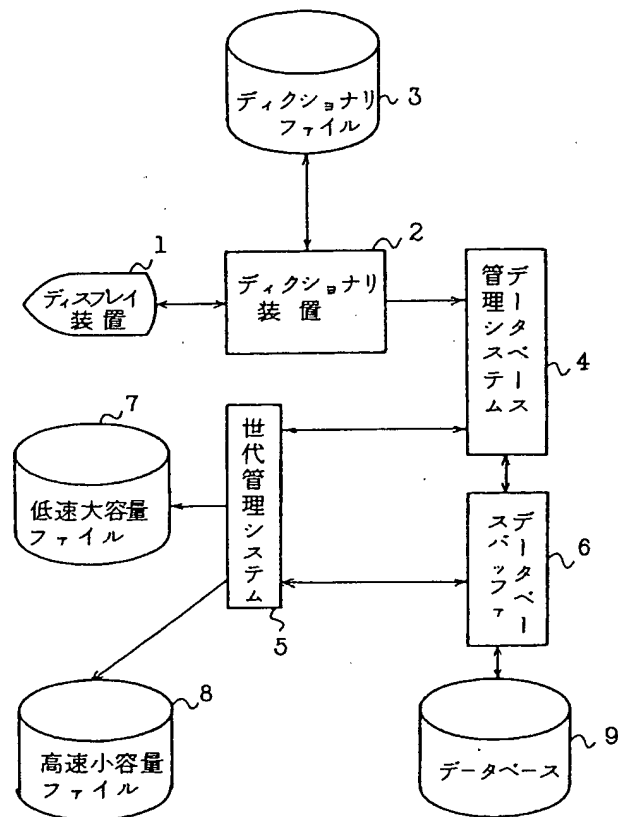 ディクショナリ
ファイル
3
1
ディスプレイ
装置
2
ディクショナリ
装置
データベース
管理システム
4
7
低速大容量
ファイル
世代管理システム
5
データベー
スバッファ
6
8
高速小容量
ファイル
データベース
9